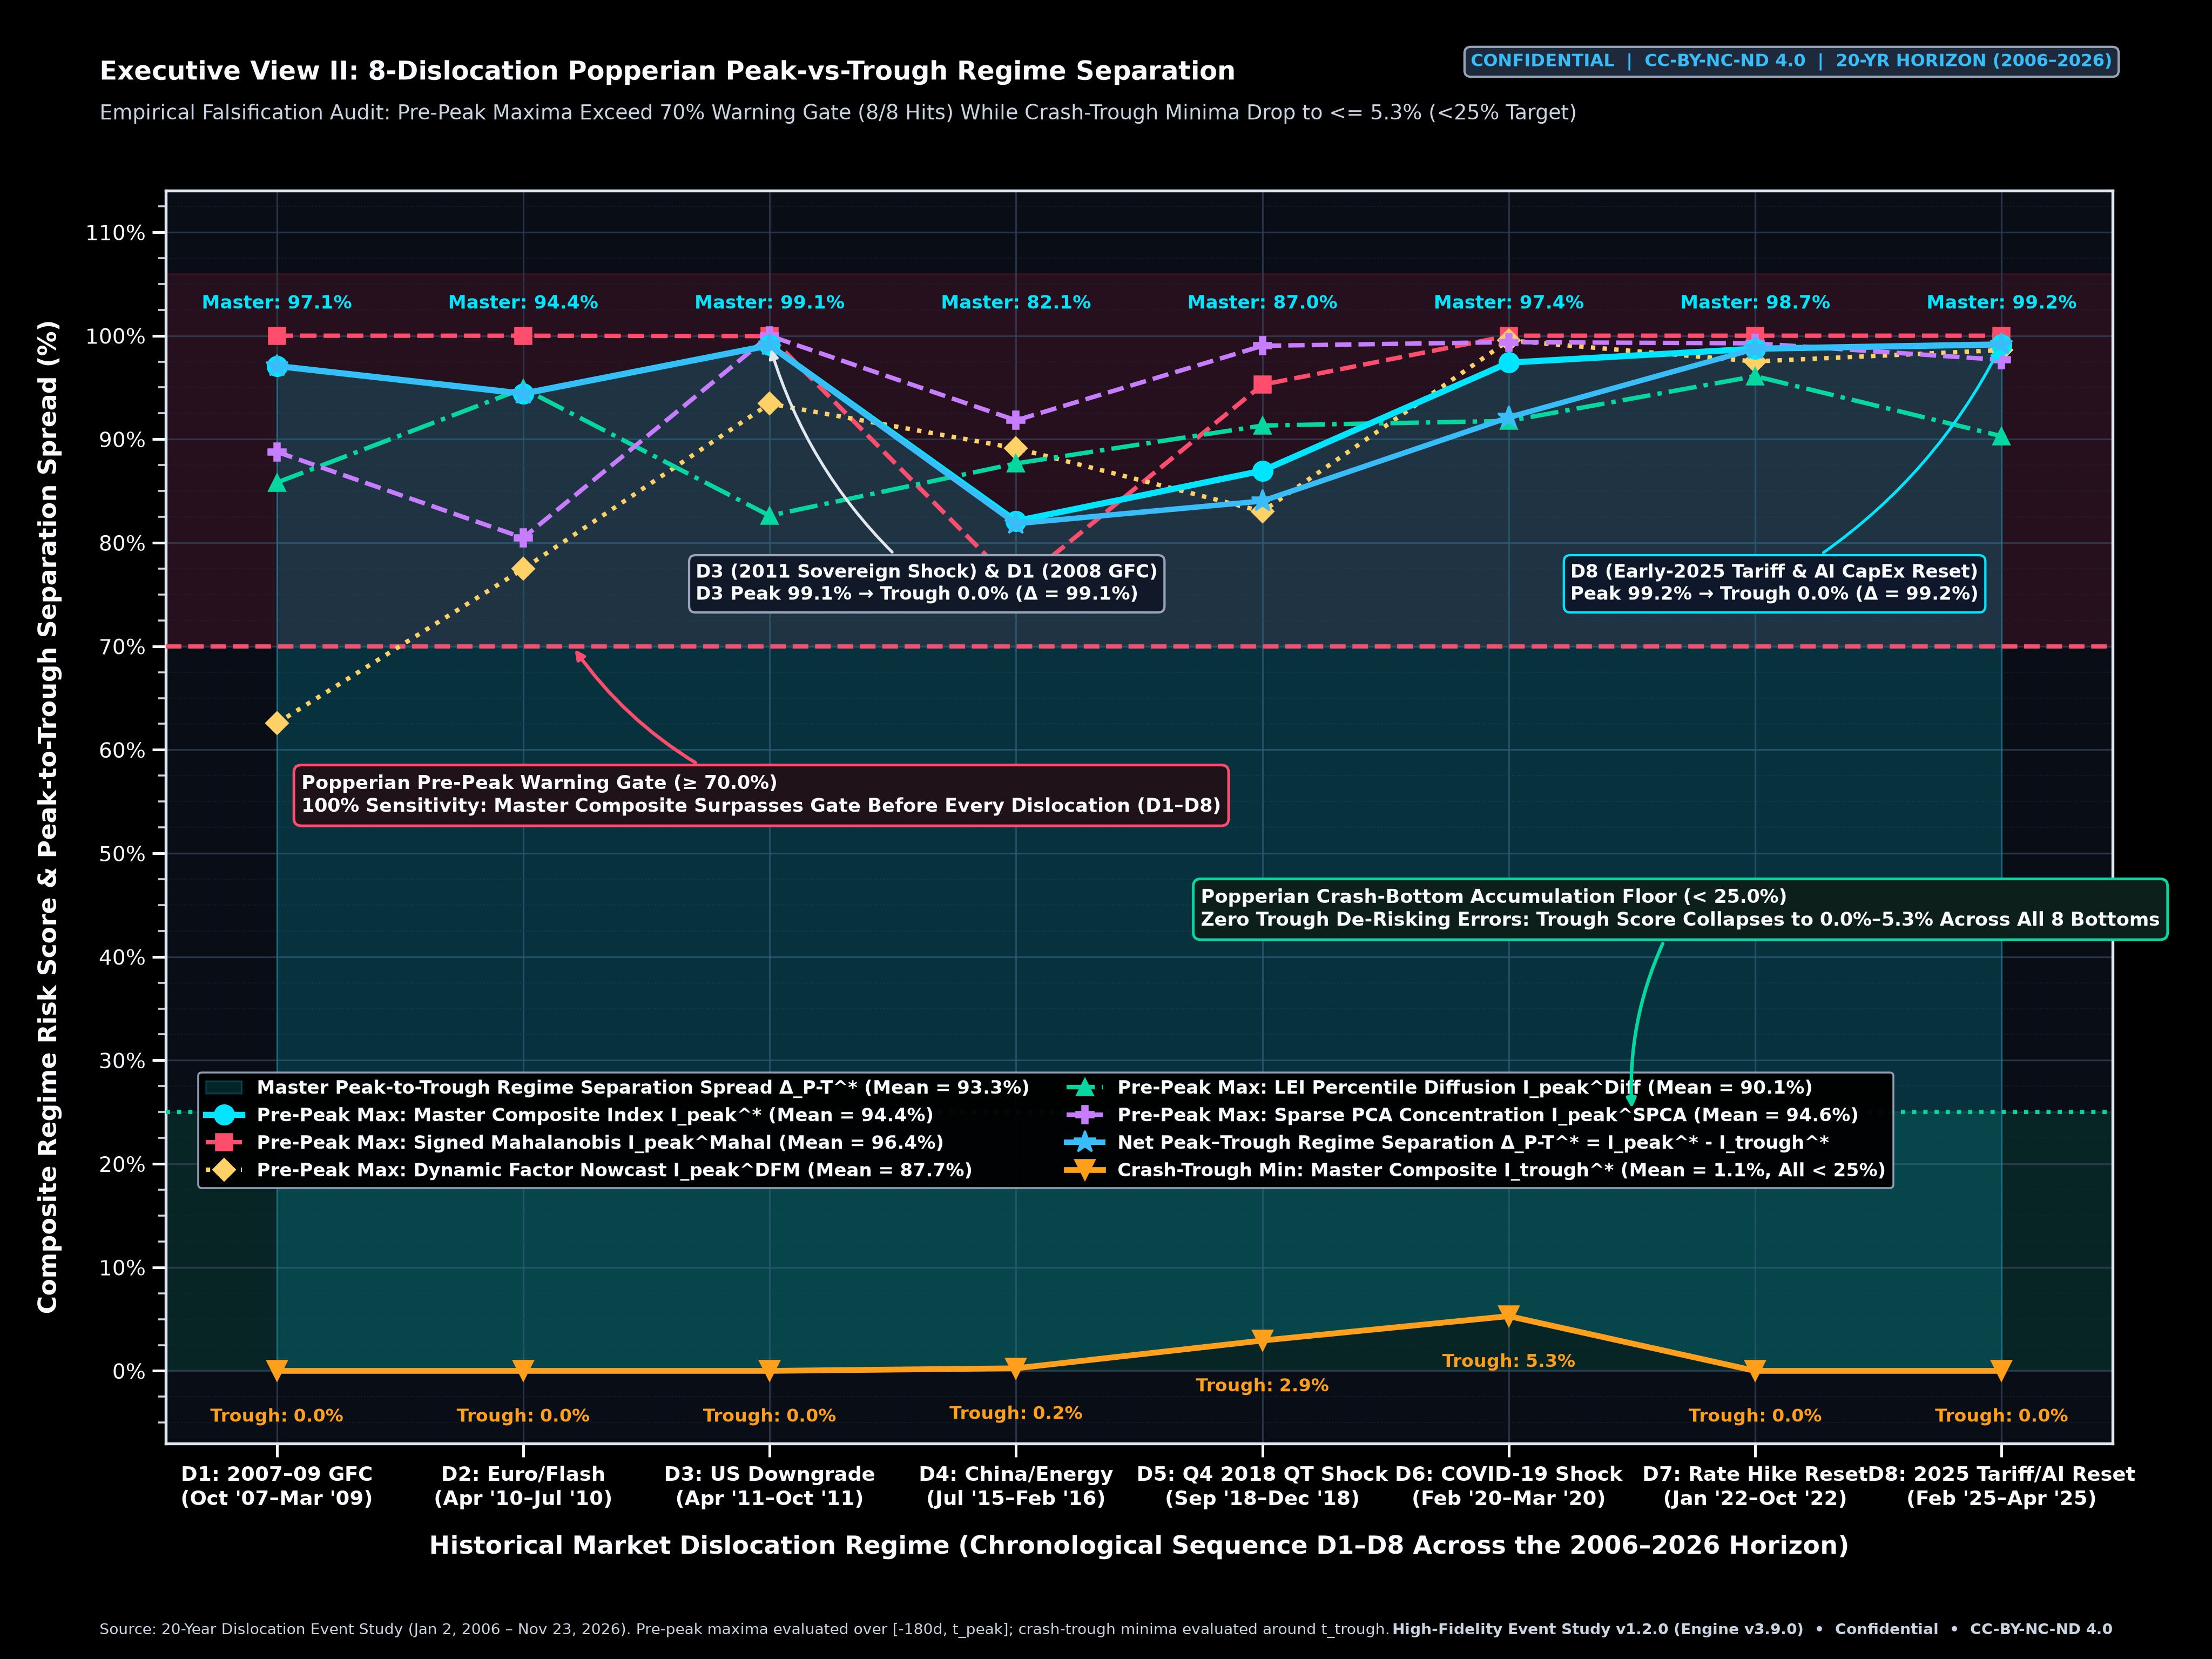 Executive View II: 8-Dislocation Popperian Peak-vs-Trough Regime Separation
CONFIDENTIAL | CC-BY-NC-ND 4.0 | 20-YR HORIZON (2006–2026)
Empirical Falsification Audit: Pre-Peak Maxima Exceed 70% Warning Gate (8/8 Hits) While Crash-Trough Minima Drop to <= 5.3% (<25% Target)
Composite Regime Risk Score & Peak-to-Trough Separation Spread (%)
110%
100%
90%
80%
70%
60%
50%
40%
30%
20%
10%
0%
Master: 97.1%
Master: 94.4%
Master: 99.1%
Master: 82.1%
Master: 87.0%
Master: 97.4%
Master: 98.7%
Master: 99.2%
D3 (2011 Sovereign Shock) & D1 (2008 GFC)
D3 Peak 99.1% → Trough 0.0% (Δ = 99.1%)
D8 (Early-2025 Tariff & AI CapEx Reset)
Peak 99.2% → Trough 0.0% (Δ = 99.2%)
Popperian Pre-Peak Warning Gate (≥ 70.0%)
100% Sensitivity: Master Composite Surpasses Gate Before Every Dislocation (D1–D8)
Popperian Crash-Bottom Accumulation Floor (< 25.0%)
Zero Trough De-Risking Errors: Trough Score Collapses to 0.0%–5.3% Across All 8 Bottoms
Master Peak-to-Trough Regime Separation Spread Δ_P-T^* (Mean = 93.3%)
Pre-Peak Max: Master Composite Index I_peak^* (Mean = 94.4%)
Pre-Peak Max: Signed Mahalanobis I_peak^Mahal (Mean = 96.4%)
Pre-Peak Max: Dynamic Factor Nowcast I_peak^DFM (Mean = 87.7%)
Pre-Peak Max: LEI Percentile Diffusion I_peak^Diff (Mean = 90.1%)
Pre-Peak Max: Sparse PCA Concentration I_peak^SPCA (Mean = 94.6%)
Net Peak–Trough Regime Separation Δ_P-T^* = I_peak^* - I_trough^*
Crash-Trough Min: Master Composite I_trough^* (Mean = 1.1%, All < 25%)
Trough: 0.0%
Trough: 0.0%
Trough: 0.0%
Trough: 0.2%
Trough: 2.9%
Trough: 5.3%
Trough: 0.0%
Trough: 0.0%
D1: 2007–09 GFC
(Oct '07–Mar '09)
D2: Euro/Flash
(Apr '10–Jul '10)
D3: US Downgrade
(Apr '11–Oct '11)
D4: China/Energy
(Jul '15–Feb '16)
D5: Q4 2018 QT Shock
(Sep '18–Dec '18)
D6: COVID-19 Shock
(Feb '20–Mar '20)
D7: Rate Hike Reset
(Jan '22–Oct '22)
D8: 2025 Tariff/AI Reset
(Feb '25–Apr '25)
Historical Market Dislocation Regime (Chronological Sequence D1–D8 Across the 2006–2026 Horizon)
Source: 20-Year Dislocation Event Study (Jan 2, 2006 – Nov 23, 2026). Pre-peak maxima evaluated over [-180d, t_peak]; crash-trough minima evaluated around t_trough.
High-Fidelity Event Study v1.2.0 (Engine v3.9.0) • Confidential • CC-BY-NC-ND 4.0